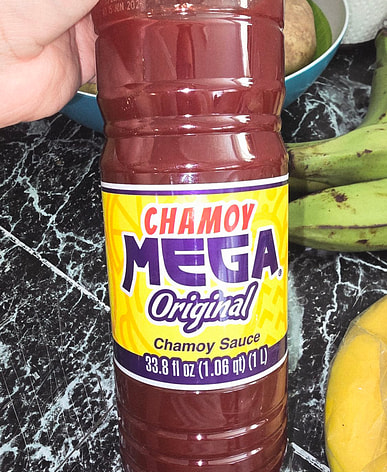 CHAMOY
MEGA®
Original
Chamoy Sauce
33.8 fl oz (1.06 qt) (1 L)